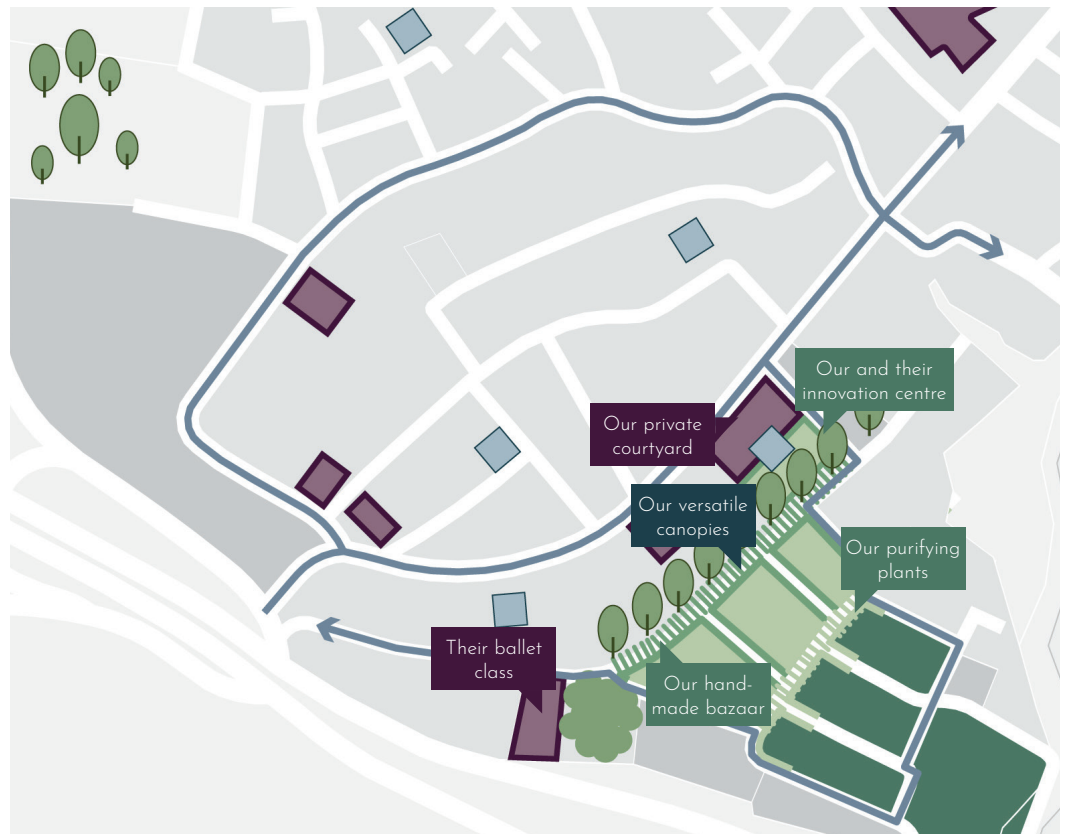 Our and their
innovation centre
Our private
courtyard
Our versatile
canopies
Our purifying
plants
Their ballet
class
Our hand-
made bazaar